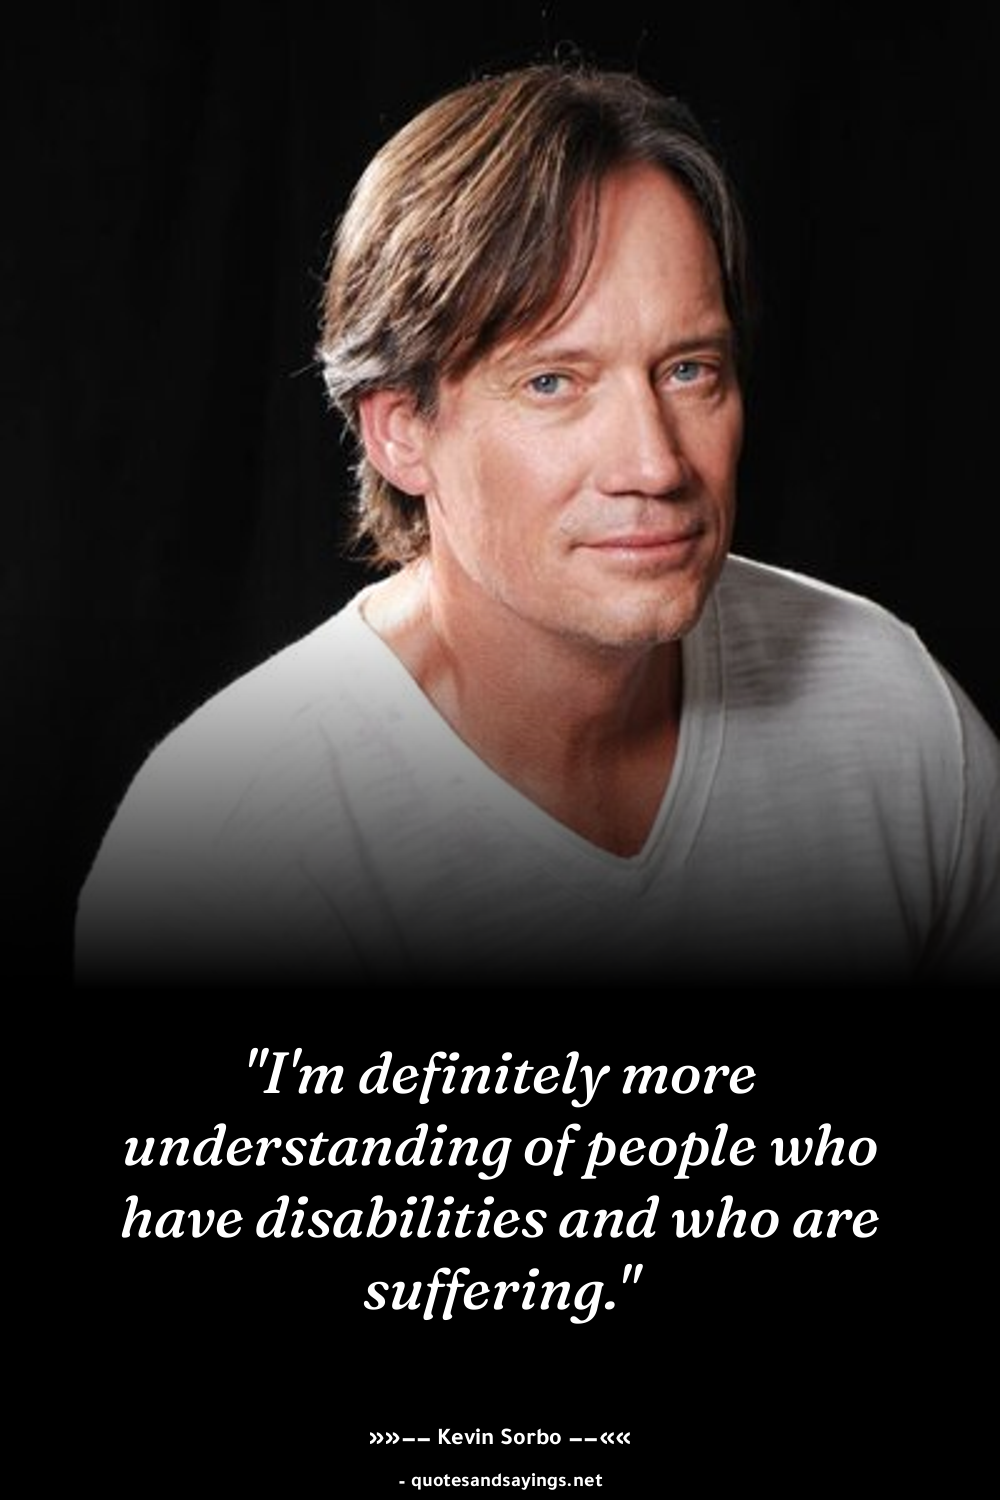 "I'm definitely more
understanding of people who
have disabilities and who are
suffering."
»»−− Kevin Sorbo −−««
- quotesandsayings.net